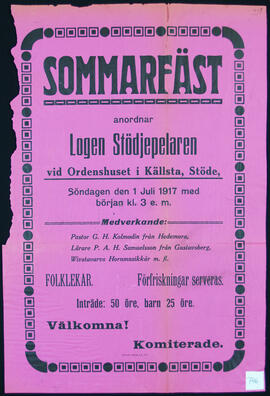 SOMMARFÄST
anordnar
Logen Stödjepelaren
vid Ordenshuset i Källsta, Stöde,
Söndagen den 1 Juli 1917 med
början kl. 3 e. m.
Medverkande:
Pastor G. H. Kolmodin från Hedemora,
Lärare P. A. H. Samuelsson från Gustavsberg,
Wivstavarvs Hornmusikkår m. fl.
FOLKLEKAR. Förfriskningar serveras.
Inträde: 50 öre, barn 25 öre.
Välkomna!
Komiterade.